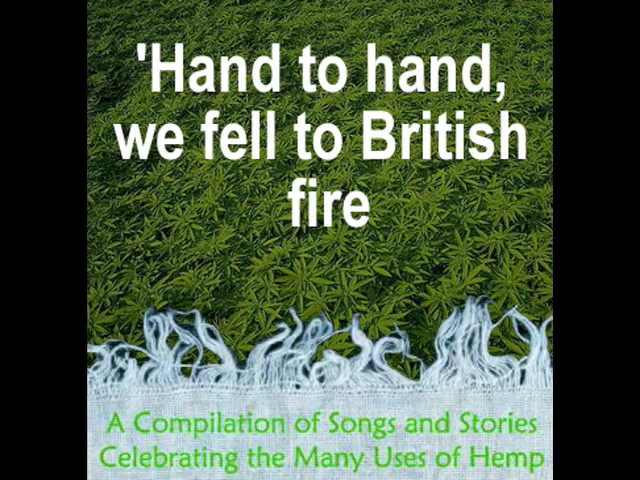 'Hand to hand,
we fell to British
fire
A Compilation of Songs and Stories
Celebrating the Many Uses of Hemp